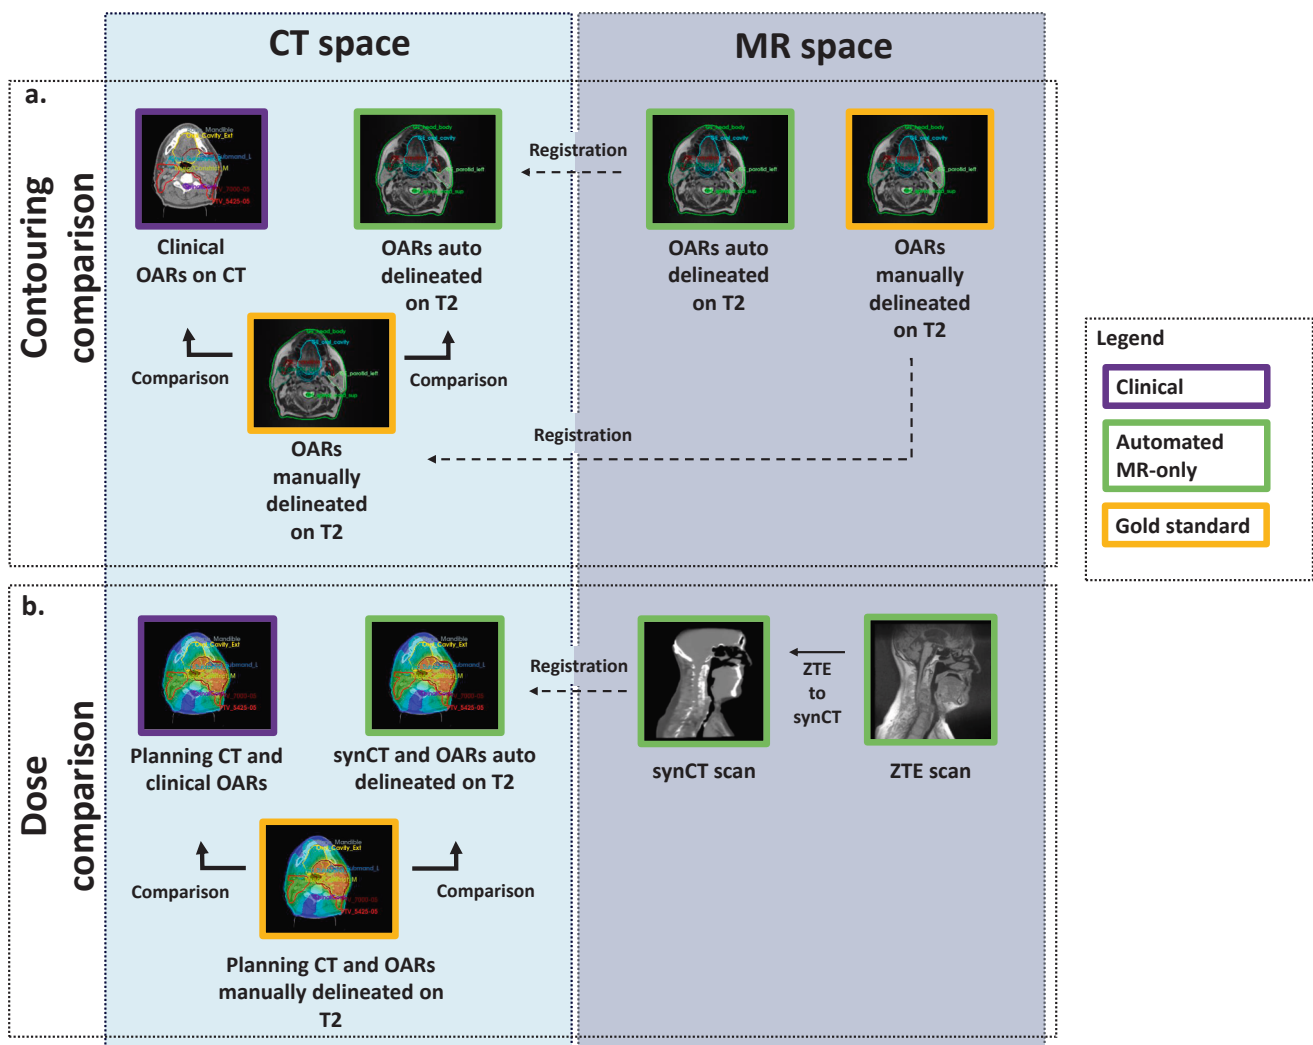 CT space
MR space
a.
Contouring
comparison
Clinical
OARs on CT
OARs auto
delineated
on T2
Registration
OARs auto
delineated
on T2
OARs
manually
delineated
on T2
Comparison
Comparison
OARs
manually
delineated
on T2
Registration
Legend
Clinical
Automated
MR-only
Gold standard
b.
Dose
comparison
Planning CT and
clinical OARs
synCT and OARs auto
delineated on T2
Registration
synCT scan
ZTE
to
synCT
ZTE scan
Comparison
Comparison
Planning CT and OARs
manually delineated on
T2